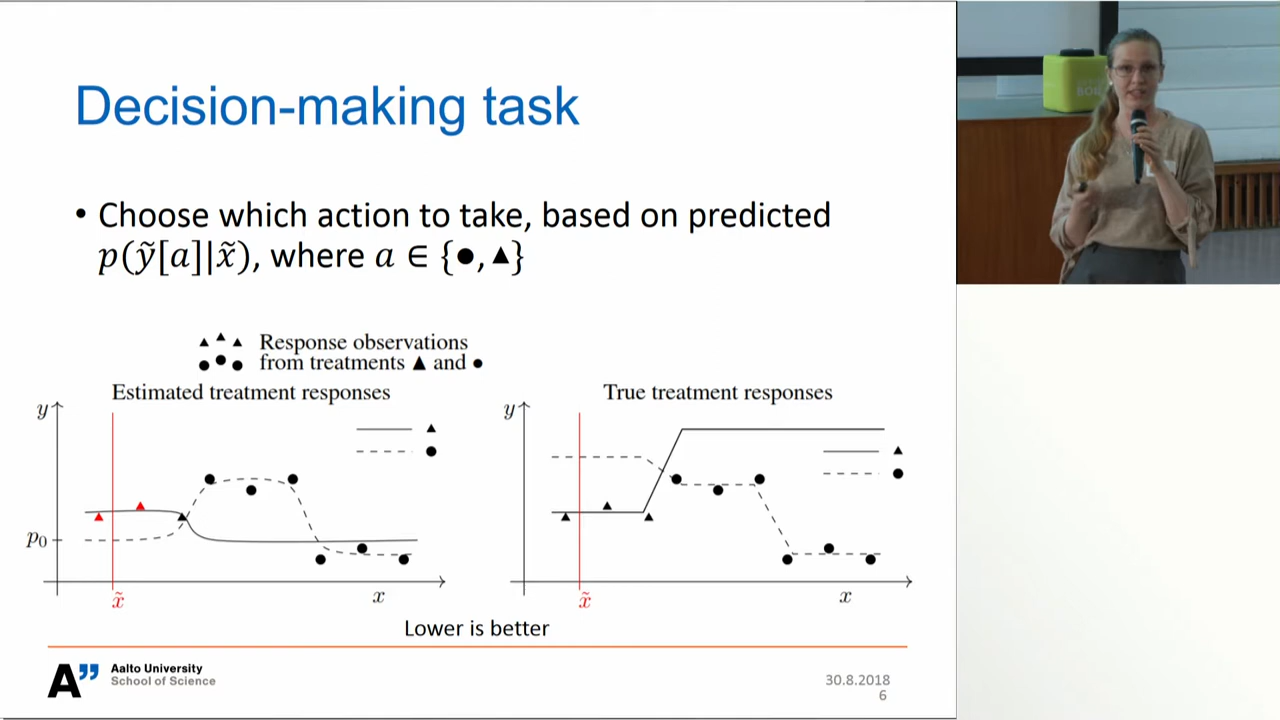 Decision-making task
• Choose which action to take, based on predicted
p(ỹ[a]|x̃), where a ∈ {●,▲}
▲ ▲ ▲ Response observations
● ● ● from treatments ▲ and ●
Estimated treatment responses
y
▲
●
p₀
x̃
x
True treatment responses
y
▲
●
x̃
x
Lower is better
A”
Aalto University
School of Science
30.8.2018
6